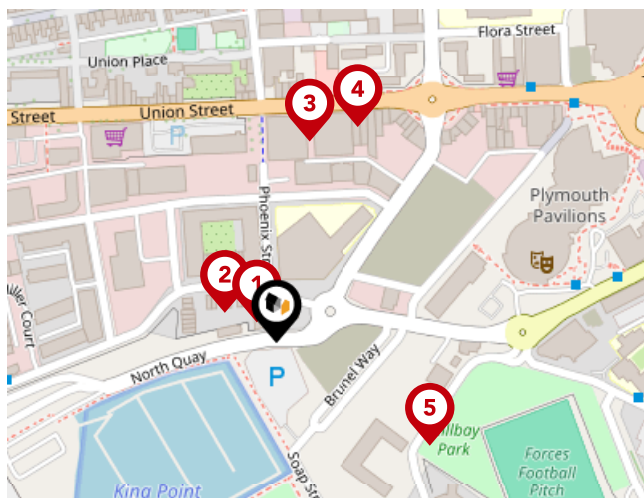 Flora Street
Union Place
3
4
Union Street
Street
P
Phoenix St
Plymouth
Pavilions
2
1
Court
North Quay
P
Brunel Way
5
Park
Forces
Football
Pitch
Soap St
King Point